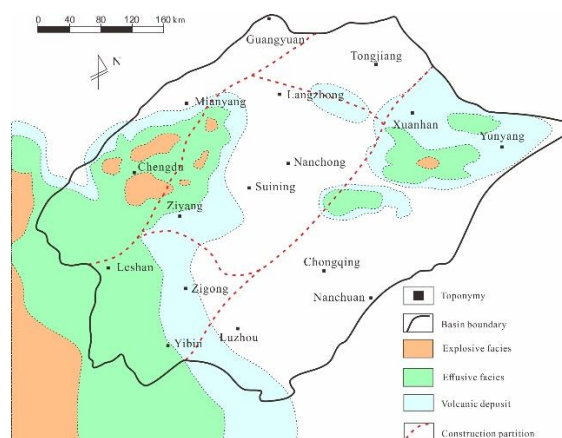 0 40 80 120 160 km
N
Guangyuan
Tongjiang
Mianyang
Langzhong
Xuanhan
Yunyang
Chengdu
Nanchong
Suining
Ziyang
Leshan
Chongqing
Zigong
Nanchuan
Luzhou
Yibin
Toponymy
Basin boundary
Explosive facies
Effusive facies
Volcanic deposit
Construction partition